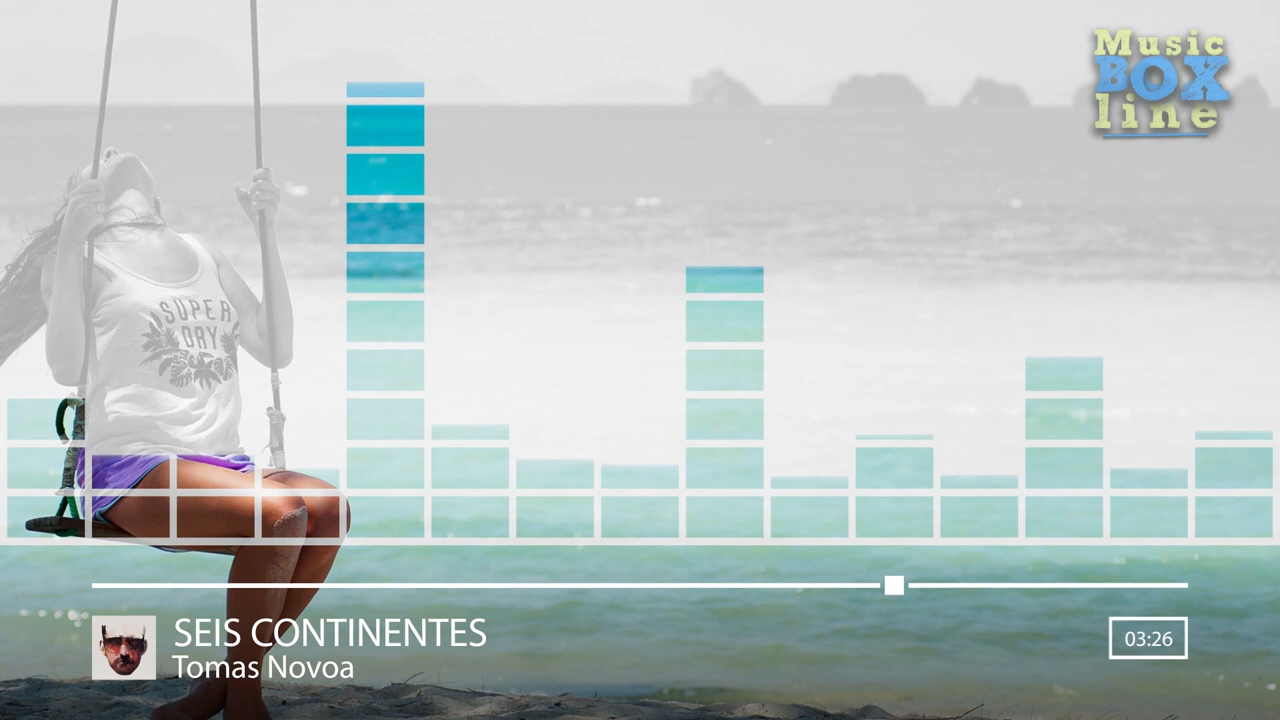 Music
BOX
line
SUPER
DRY
SEIS CONTINENTES
Tomas Novoa
03:26